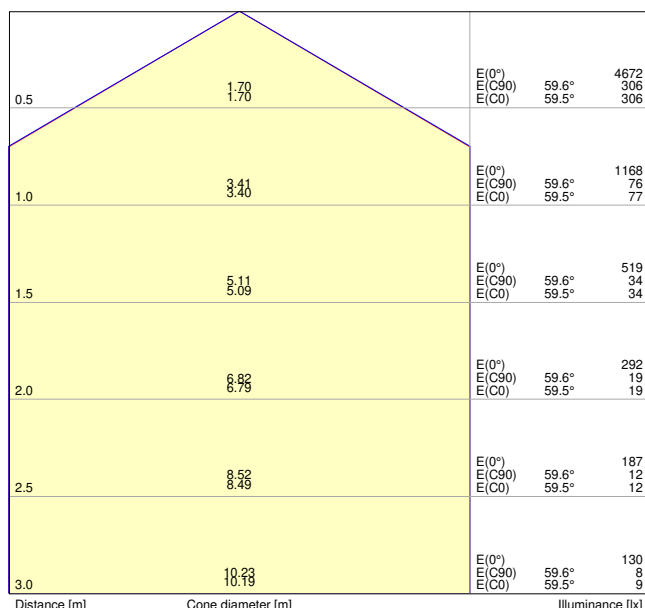 E(0°) 4672
1.70 E(C90) 59.6° 306
0.5 1.70 E(C0) 59.5° 306
E(0°) 1168
3.41 E(C90) 59.6° 76
1.0 3.40 E(C0) 59.5° 77
E(0°) 519
5.11 E(C90) 59.6° 34
1.5 5.09 E(C0) 59.5° 34
E(0°) 292
6.82 E(C90) 59.6° 19
2.0 6.79 E(C0) 59.5° 19
E(0°) 187
8.52 E(C90) 59.6° 12
2.5 8.49 E(C0) 59.5° 12
E(0°) 130
10.23 E(C90) 59.6° 8
3.0 10.19 E(C0) 59.5° 9
Distance [m] Cone diameter [m] Illuminance [lx]